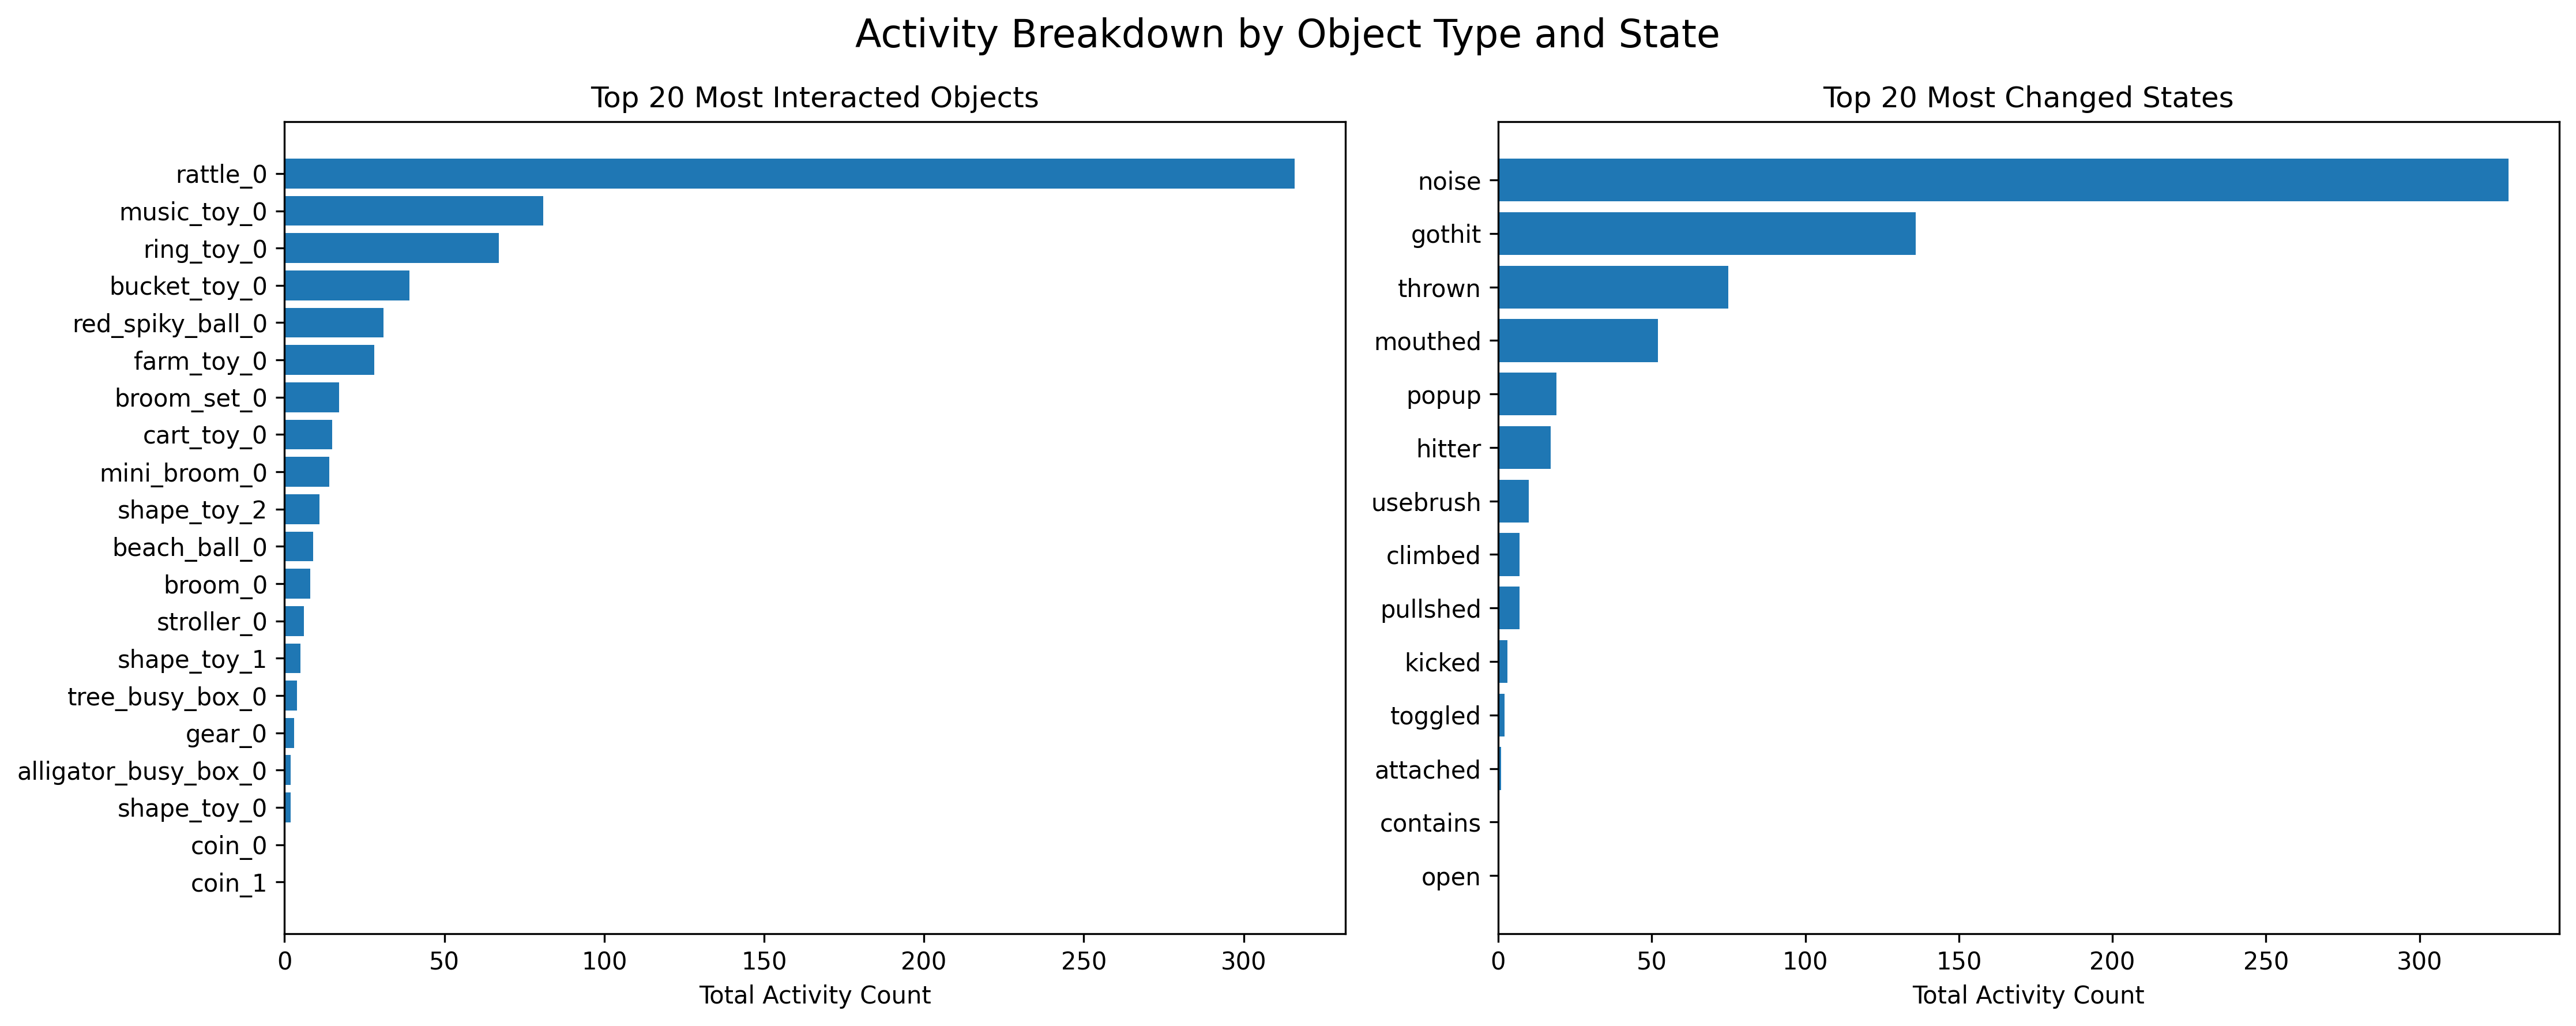 Activity Breakdown by Object Type and State
Top 20 Most Interacted Objects
rattle_0
music_toy_0
ring_toy_0
bucket_toy_0
red_spiky_ball_0
farm_toy_0
broom_set_0
cart_toy_0
mini_broom_0
shape_toy_2
beach_ball_0
broom_0
stroller_0
shape_toy_1
tree_busy_box_0
gear_0
alligator_busy_box_0
shape_toy_0
coin_0
coin_1
0 50 100 150 200 250 300
Total Activity Count
Top 20 Most Changed States
noise
gothit
thrown
mouthed
popup
hitter
usebrush
climbed
pullshed
kicked
toggled
attached
contains
open
0 50 100 150 200 250 300
Total Activity Count